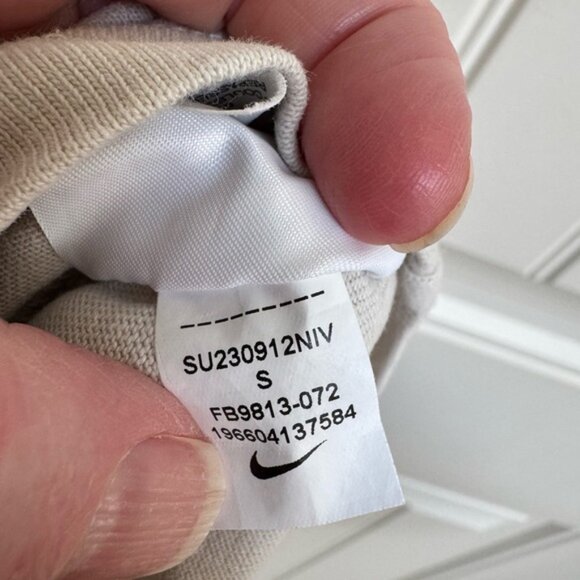 ----------
SU230912NIV
S
FB9813-072
196604137584